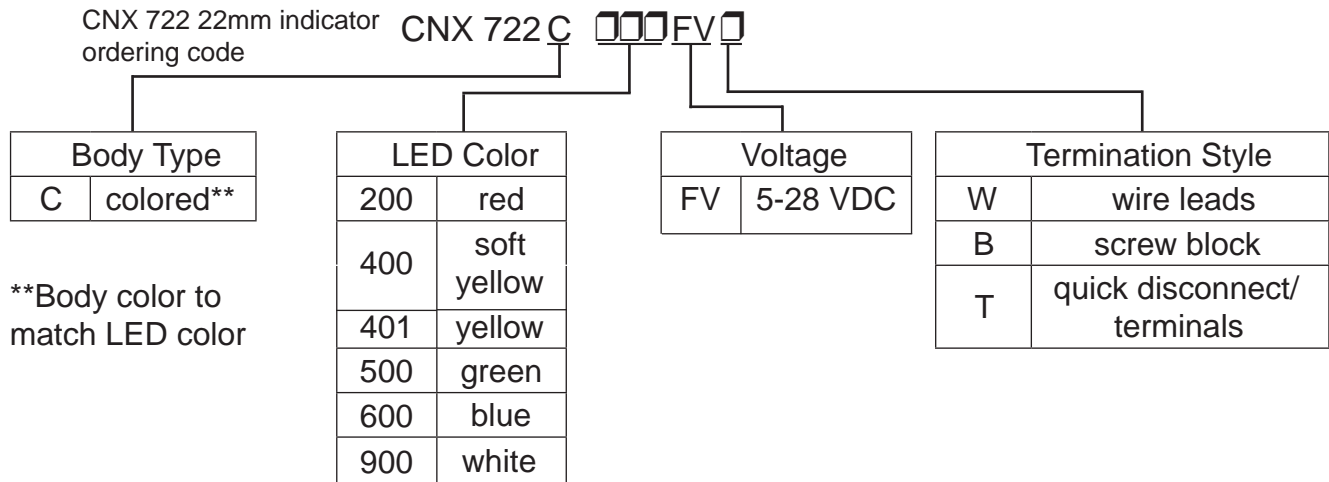 CNX 722 22mm indicator
ordering code
CNX 722 C ❒❒❒ FV ❒
Body Type
C colored**
**Body color to
match LED color
LED Color
200 red
400 soft
yellow
401 yellow
500 green
600 blue
900 white
Voltage
FV 5-28 VDC
Termination Style
W wire leads
B screw block
T quick disconnect/
terminals